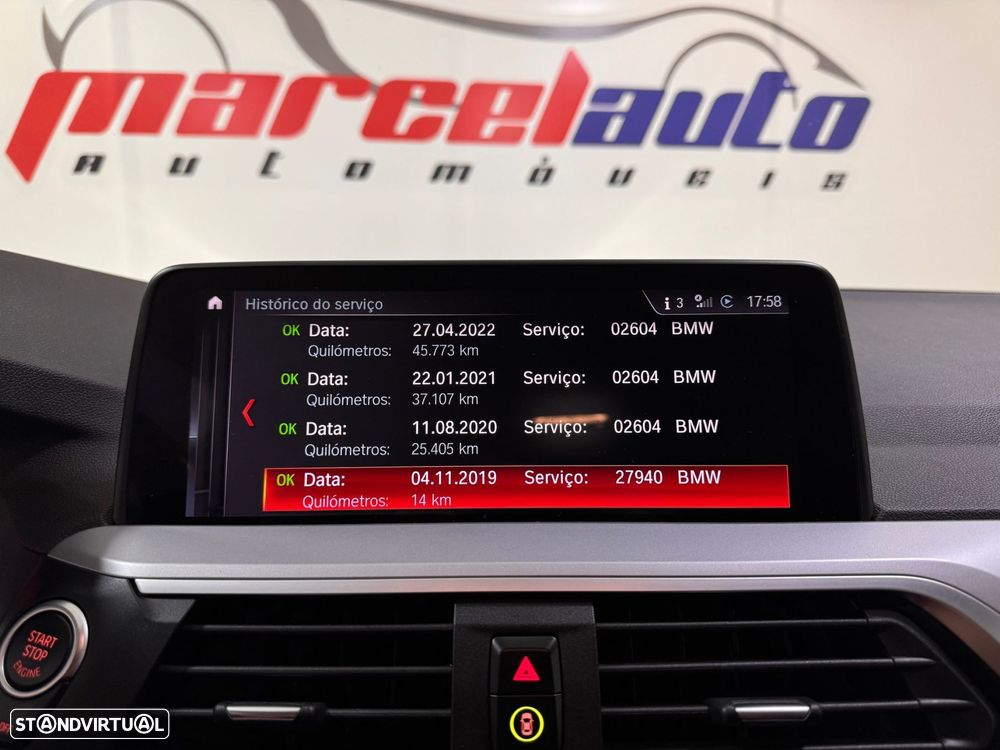 marcelauto
automóveis
Histórico do serviço
3
17:58
OK Data: 27.04.2022 Serviço: 02604 BMW
Quilómetros: 45.773 km
OK Data: 22.01.2021 Serviço: 02604 BMW
Quilómetros: 37.107 km
OK Data: 11.08.2020 Serviço: 02604 BMW
Quilómetros: 25.405 km
OK Data: 04.11.2019 Serviço: 27940 BMW
Quilómetros: 14 km
START
STOP
ENGINE
OFF
STANDVIRTUAL